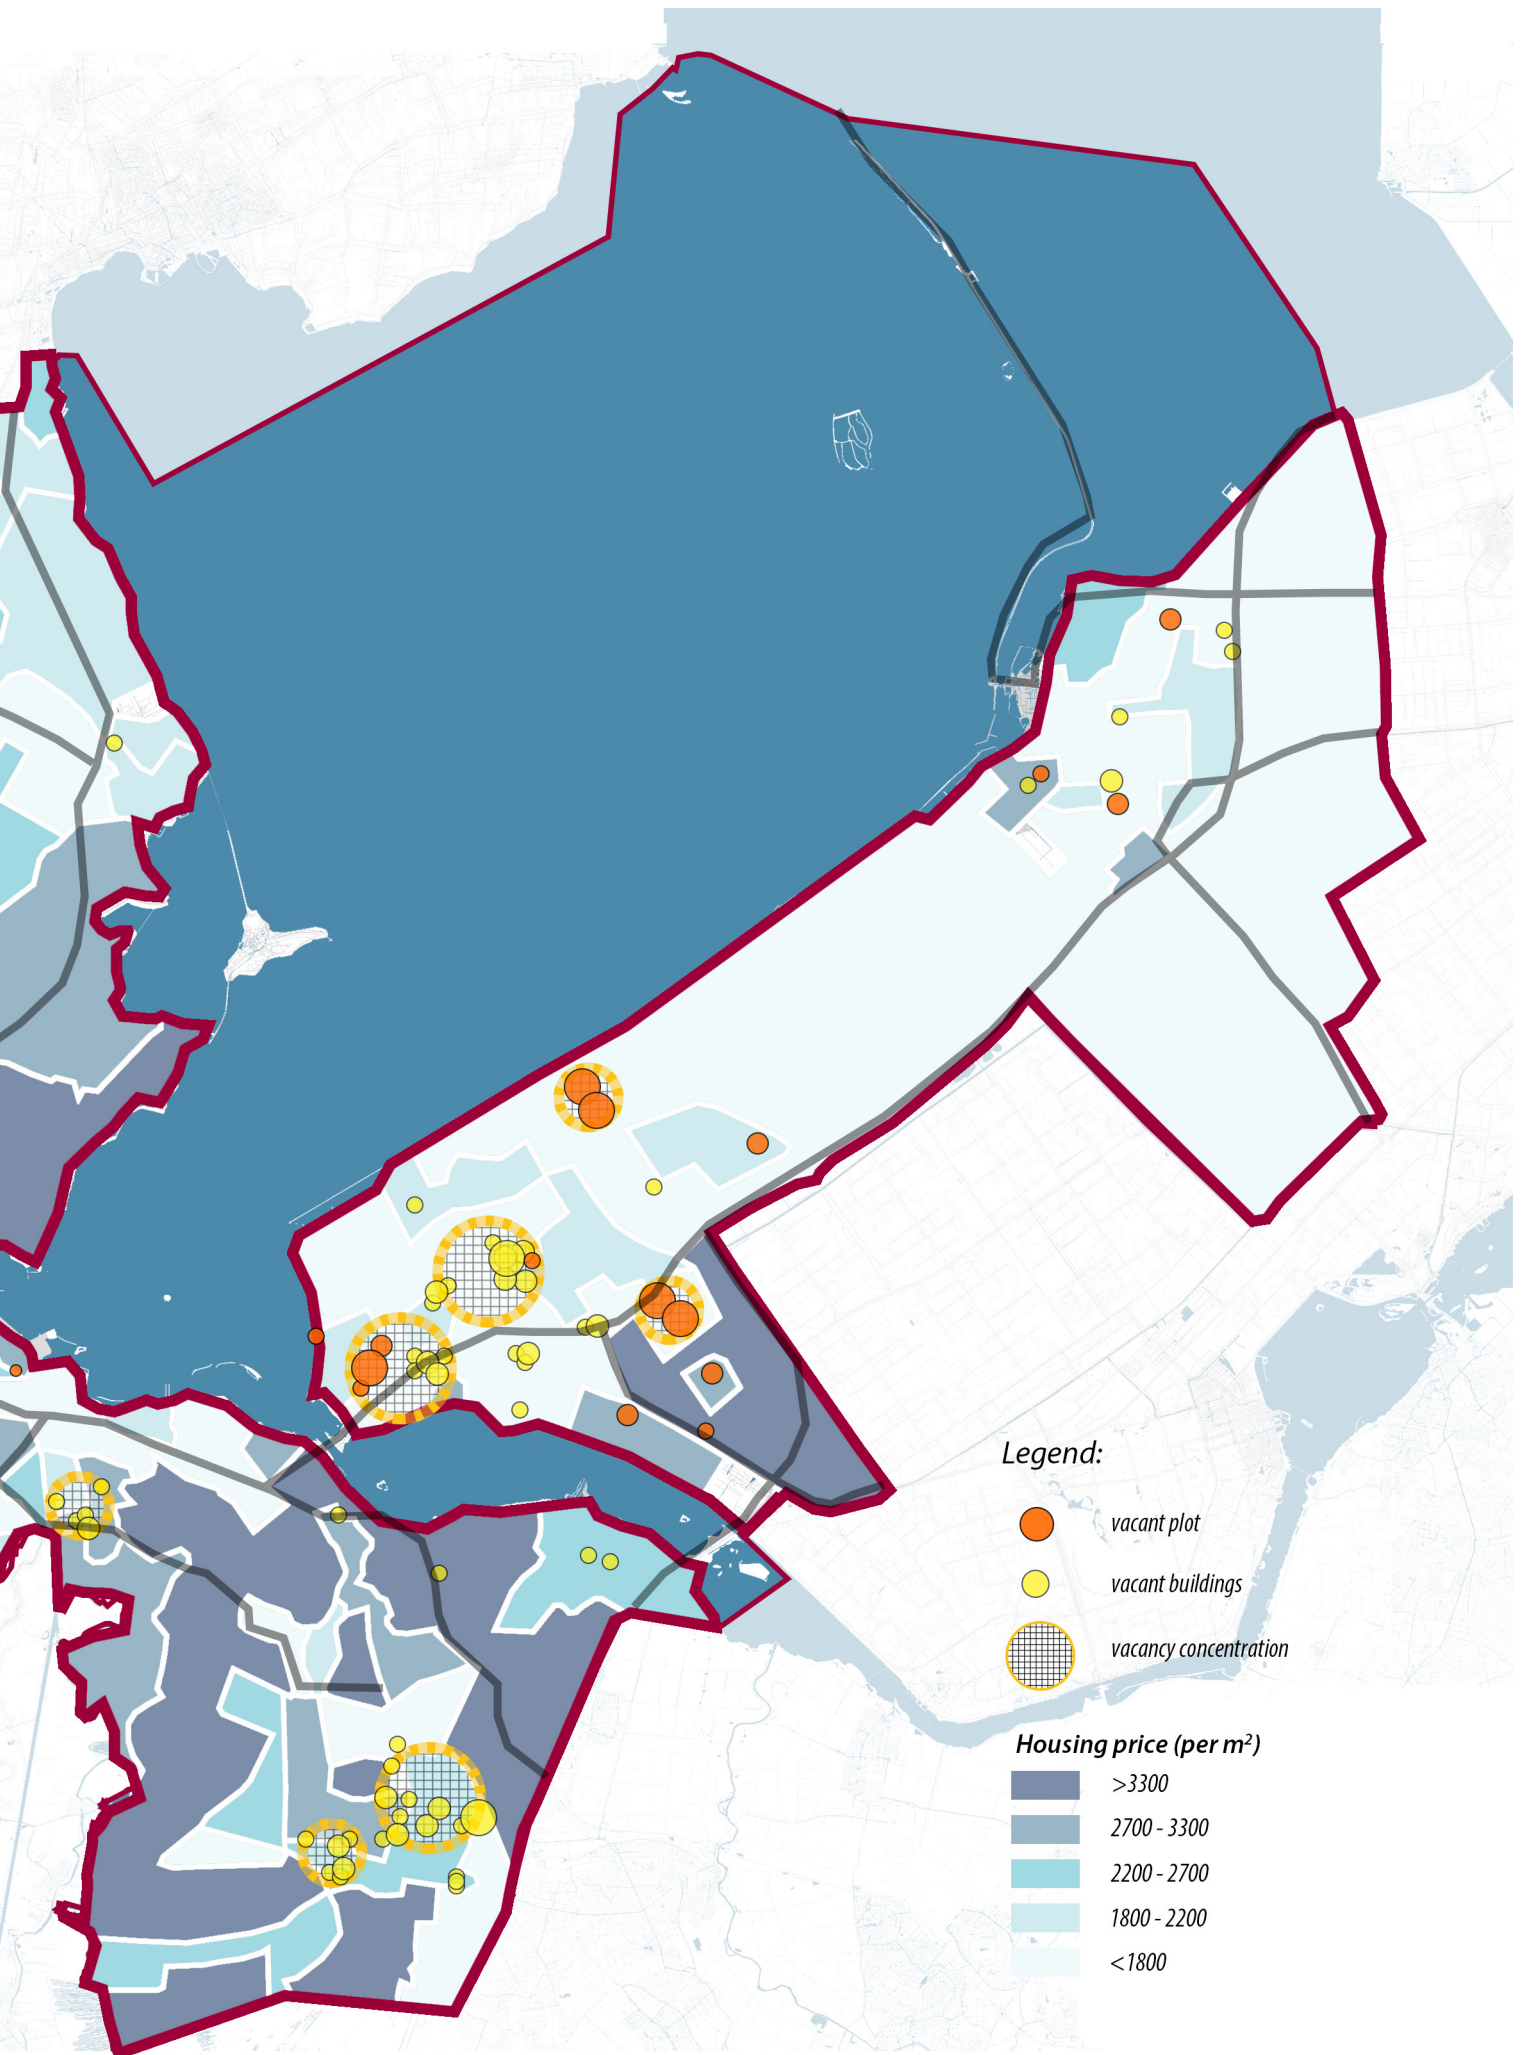 Legend:
vacant plot
vacant buildings
vacancy concentration
Housing price (per m²)
>3300
2700 - 3300
2200 - 2700
1800 - 2200
<1800